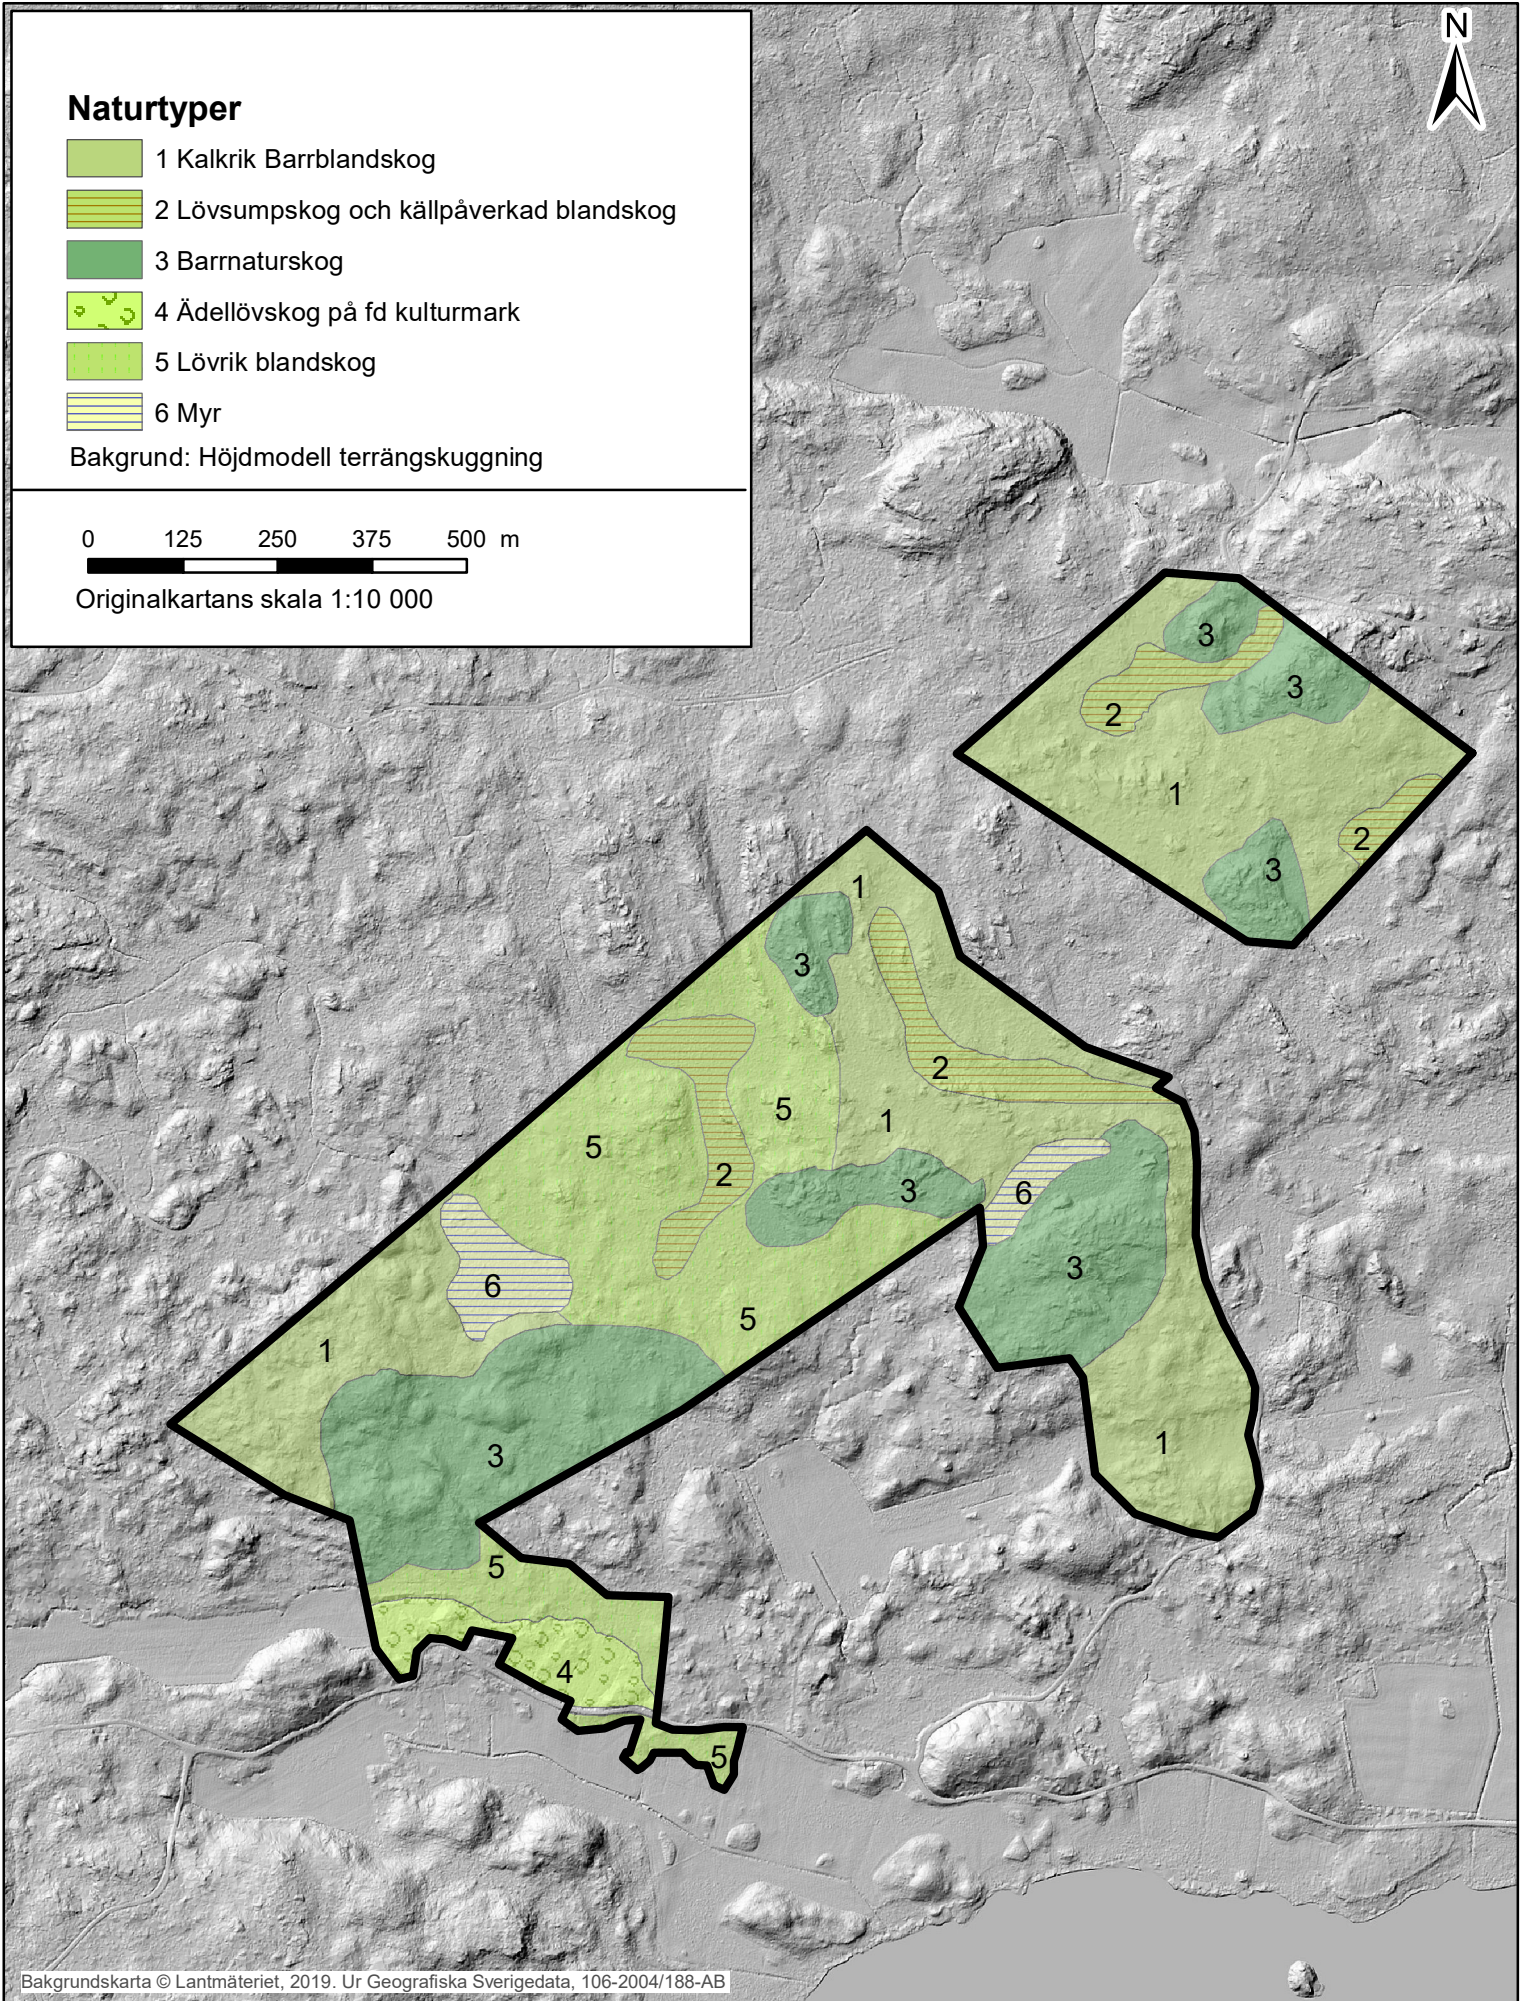 N
Naturtyper
1 Kalkrik Barrblandskog
2 Lövsumpskog och källpåverkad blandskog
3 Barrnaturskog
4 Ädellövskog på fd kulturmark
5 Lövrik blandskog
6 Myr
Bakgrund: Höjdmodell terrängskuggning
0 125 250 375 500 m
Originalkartans skala 1:10 000
3
3
2
1
2
3
1
3
2
5
1
5
2
3
6
3
6
5
1
1
3
5
4
5
Bakgrundskarta © Lantmäteriet, 2019. Ur Geografiska Sverigedata, 106-2004/188-AB